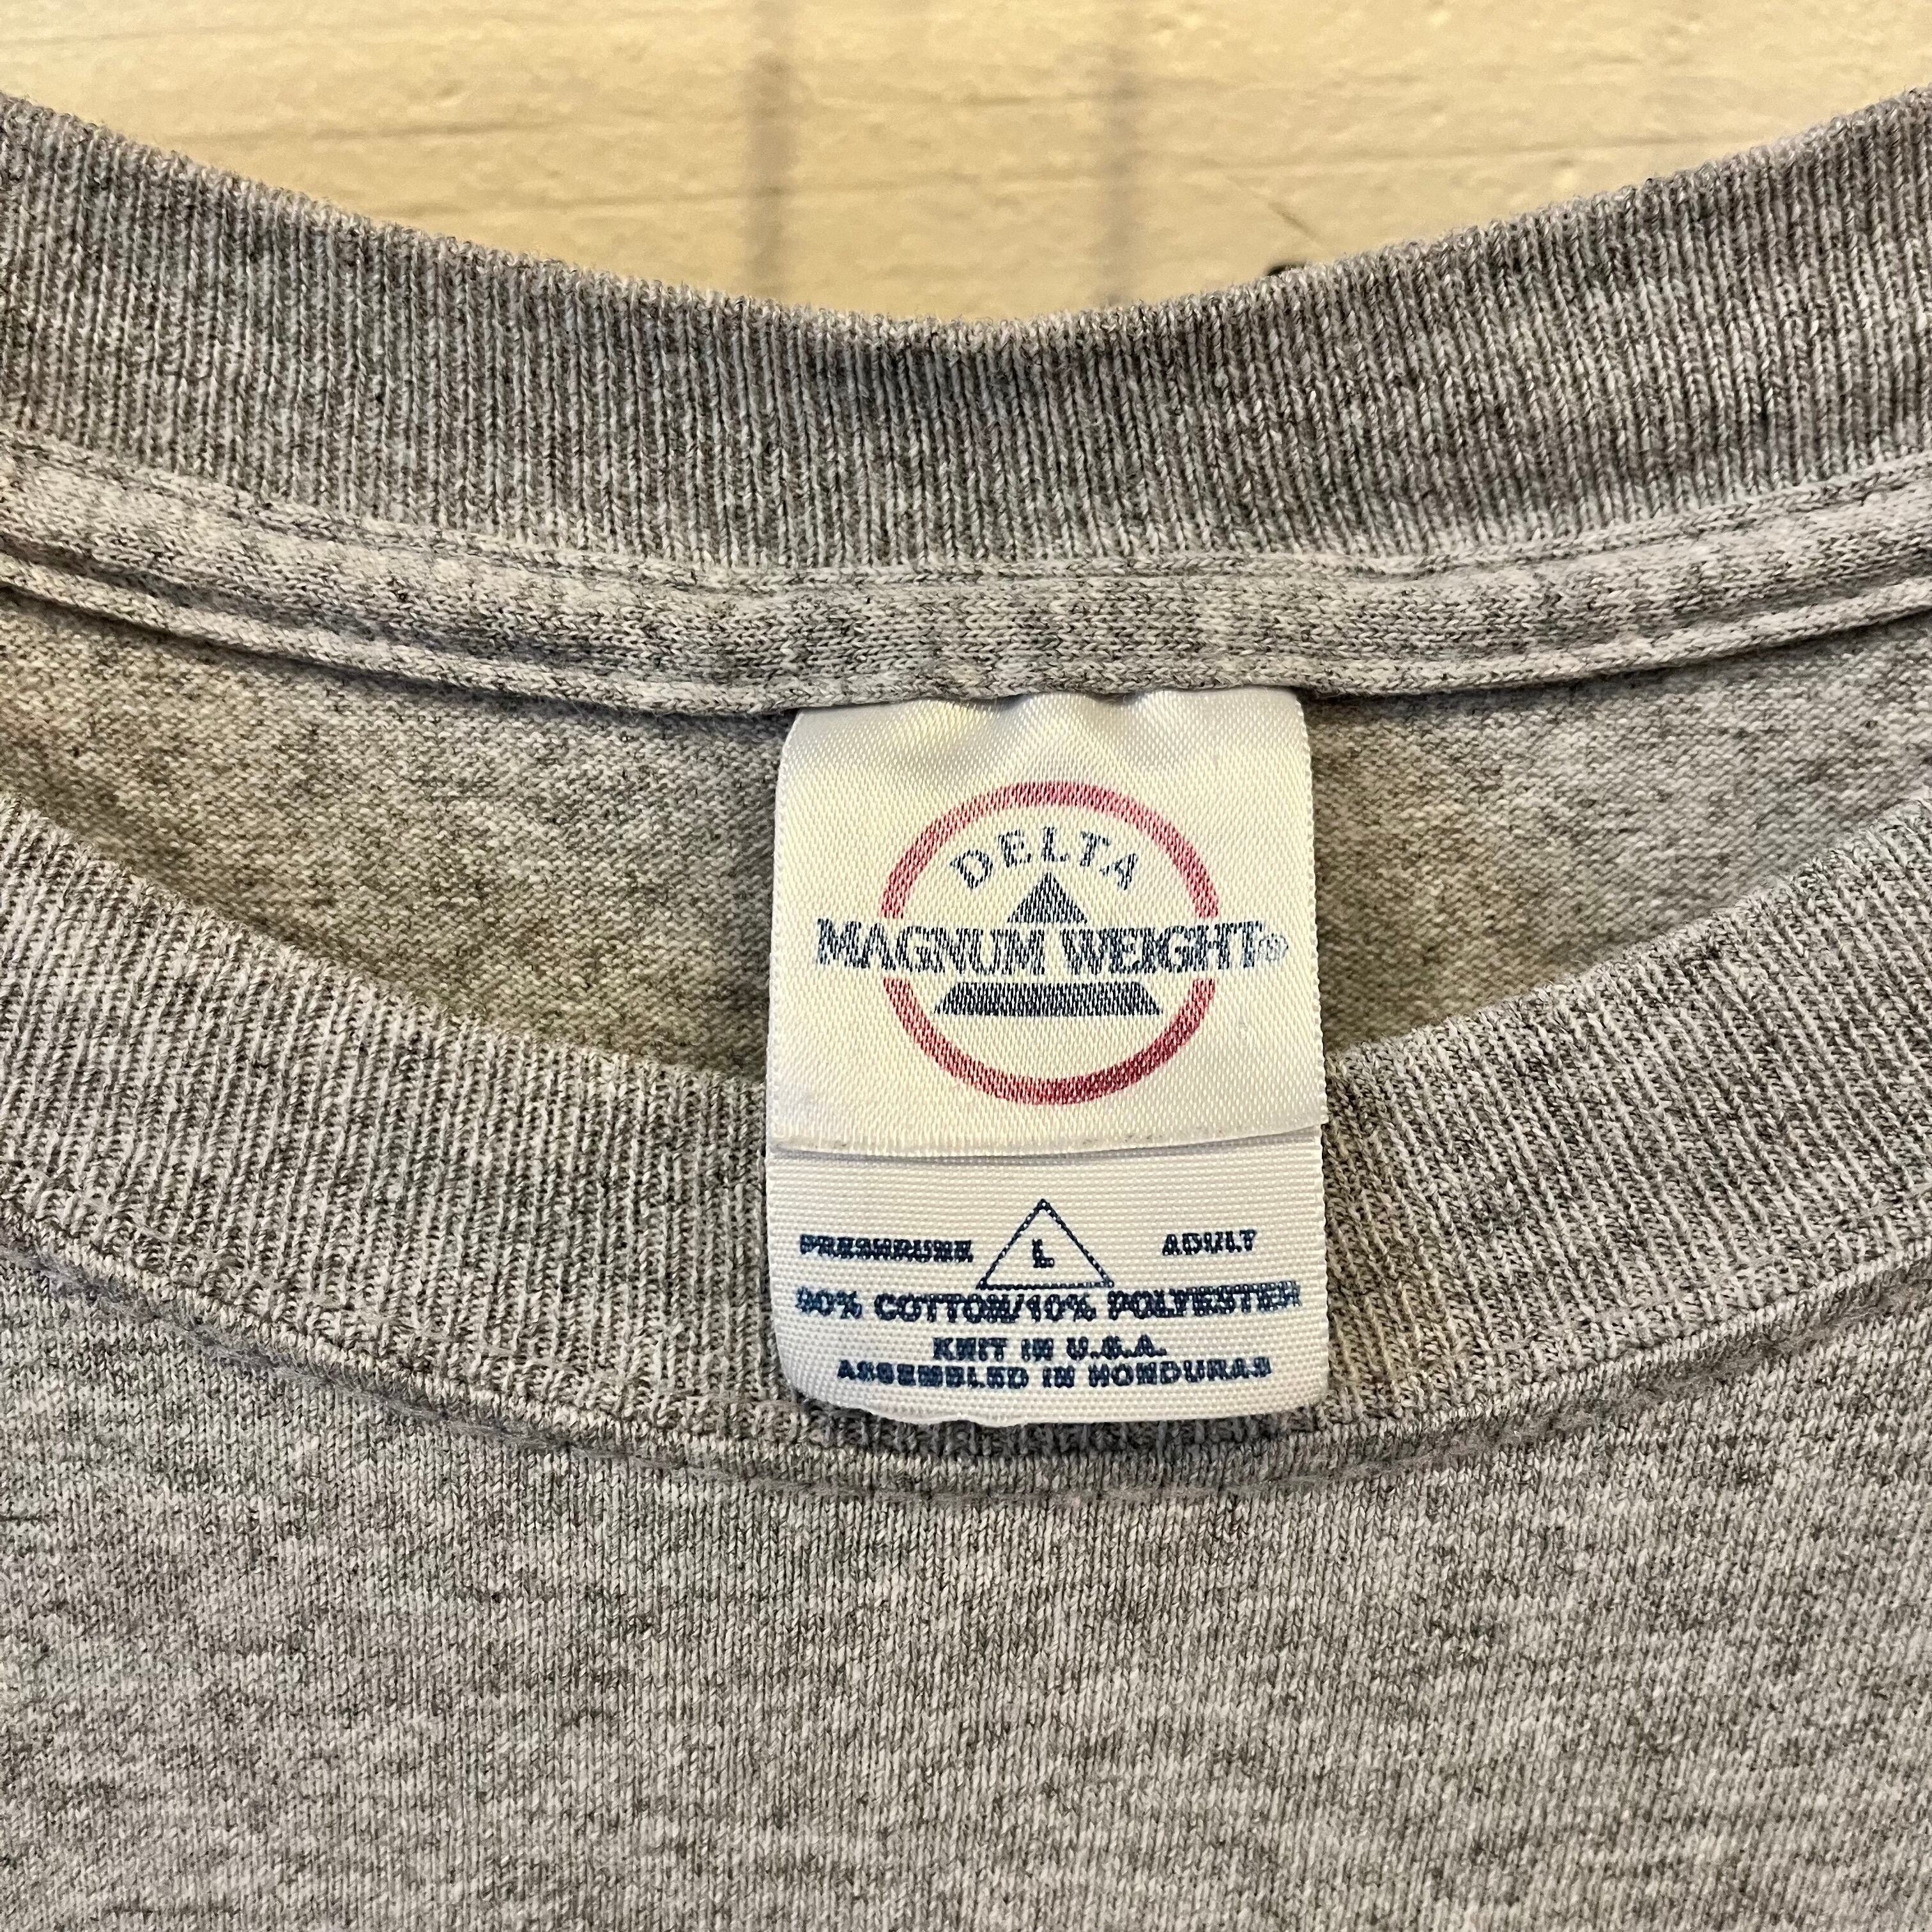 DELTA
MAGNUM WEIGHT®
PRESHRUNK L ADULT
90% COTTON/10% POLYESTER
KNIT IN U.S.A.
ASSEMBLED IN HONDURAS